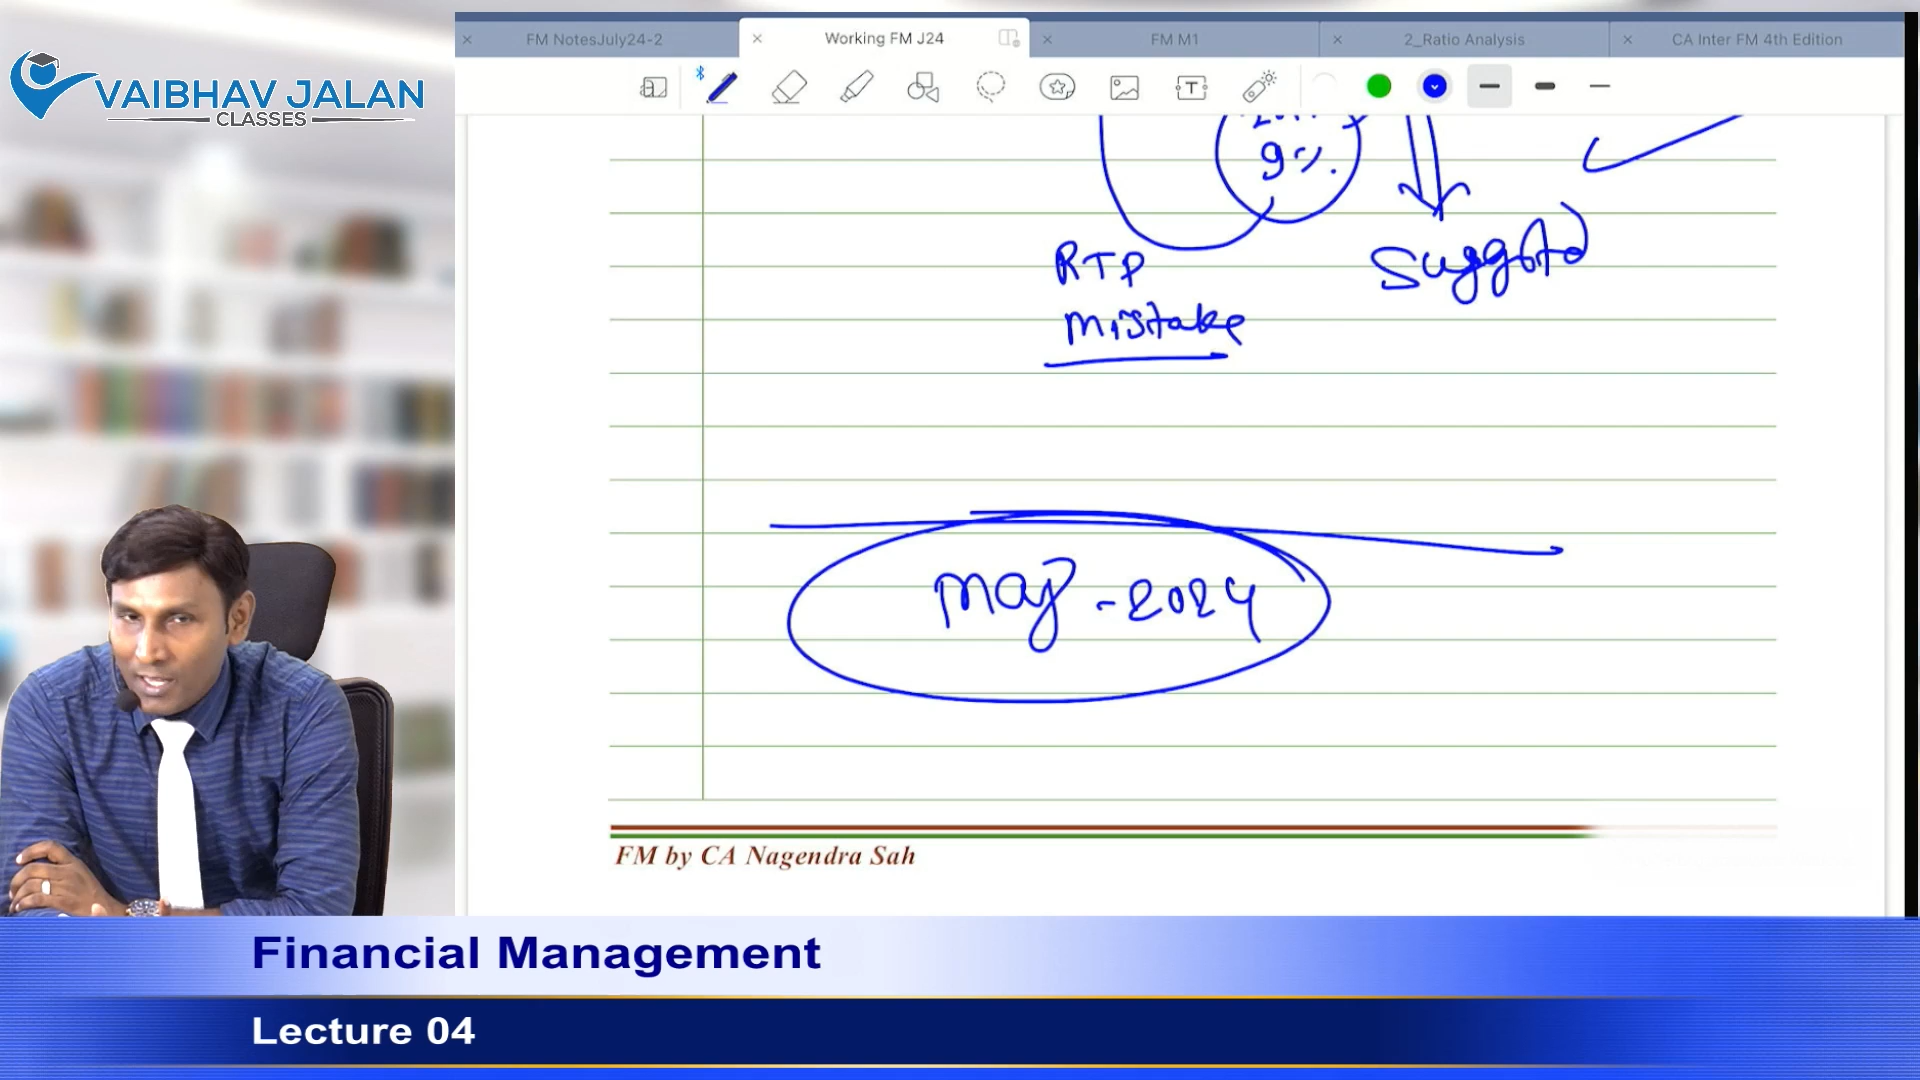 VAIBHAV JALAN
CLASSES
FM NotesJuly24-2
Working FM J24
FM M1
2_Ratio Analysis
CA Inter FM 4th Edition
T
9%.
RTP
Mistake
May - 2024
FM by CA Nagendra Sah
Financial Management
Lecture 04